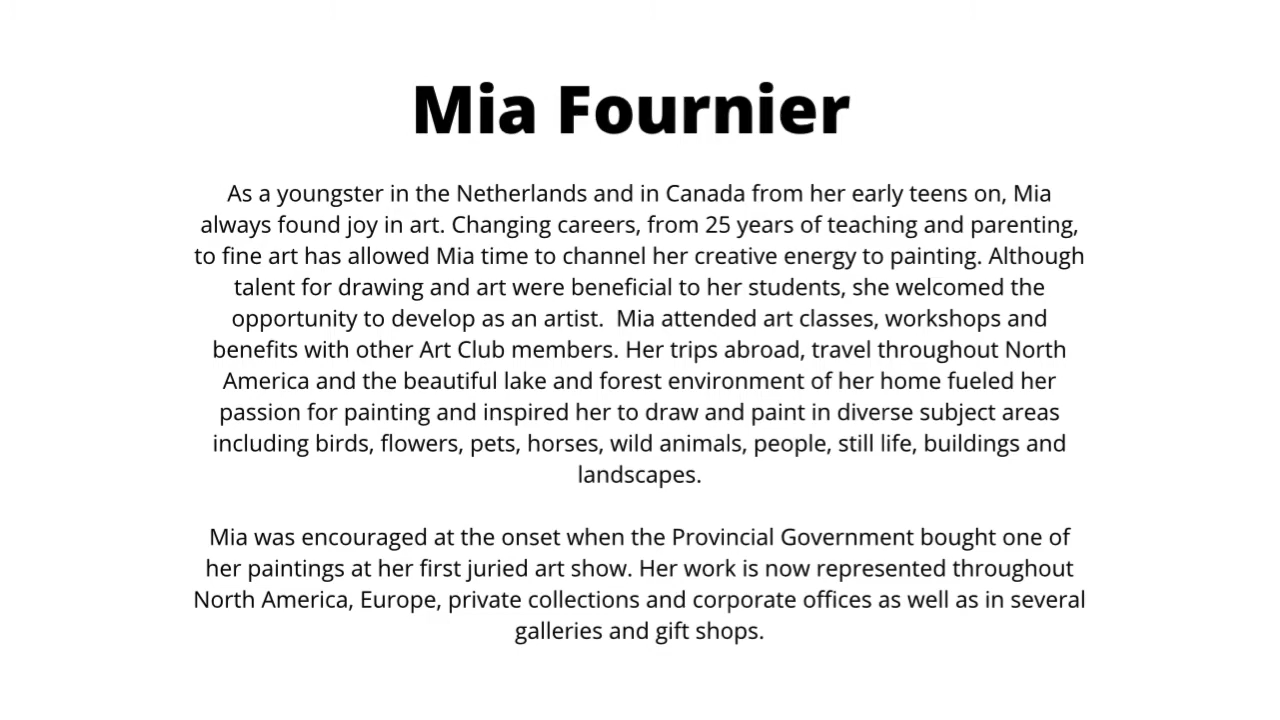 Mia Fournier
As a youngster in the Netherlands and in Canada from her early teens on, Mia
always found joy in art. Changing careers, from 25 years of teaching and parenting,
to fine art has allowed Mia time to channel her creative energy to painting. Although
talent for drawing and art were beneficial to her students, she welcomed the
opportunity to develop as an artist.  Mia attended art classes, workshops and
benefits with other Art Club members. Her trips abroad, travel throughout North
America and the beautiful lake and forest environment of her home fueled her
passion for painting and inspired her to draw and paint in diverse subject areas
including birds, flowers, pets, horses, wild animals, people, still life, buildings and
landscapes.
Mia was encouraged at the onset when the Provincial Government bought one of
her paintings at her first juried art show. Her work is now represented throughout
North America, Europe, private collections and corporate offices as well as in several
galleries and gift shops.